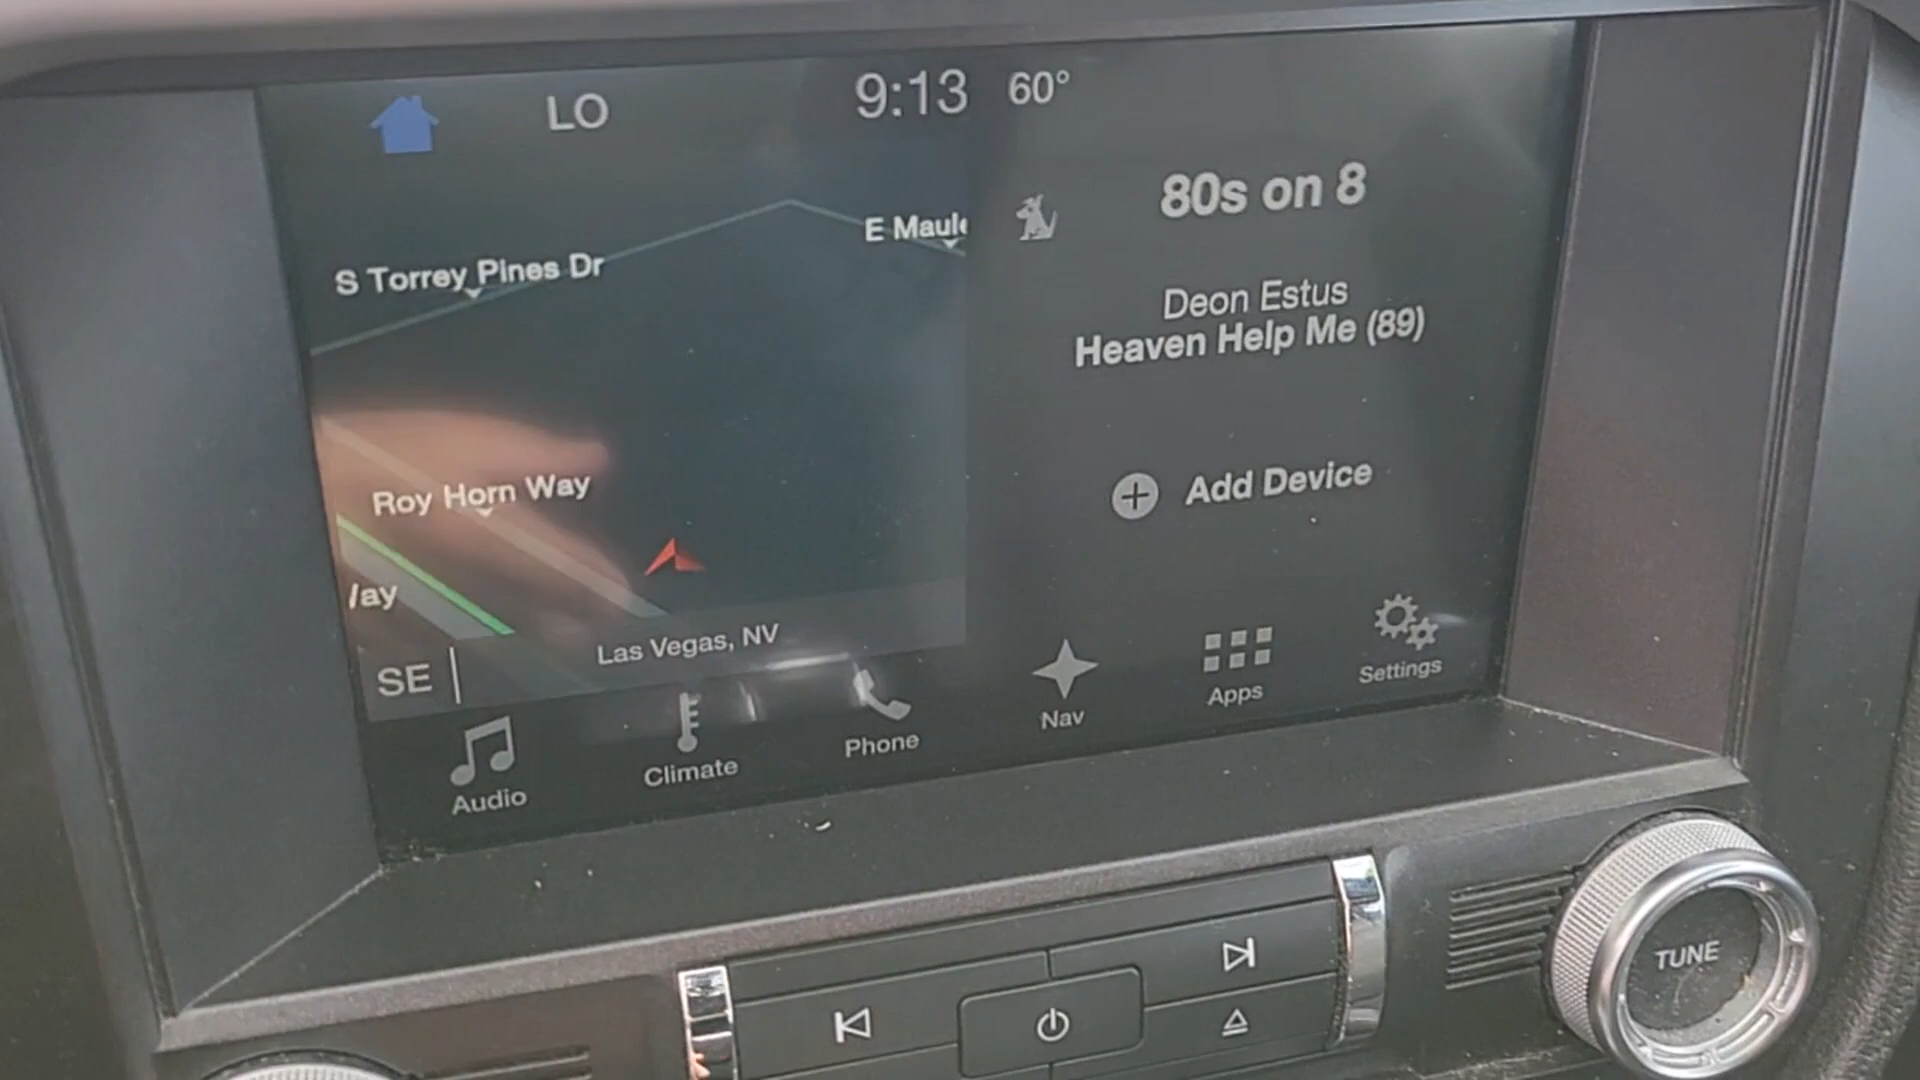 LO
9:13
60°
S Torrey Pines Dr
E Maule
80s on 8
Deon Estus
Heaven Help Me (89)
Roy Horn Way
Add Device
Way
SE
Las Vegas, NV
Audio
Climate
Phone
Nav
Apps
Settings
TUNE